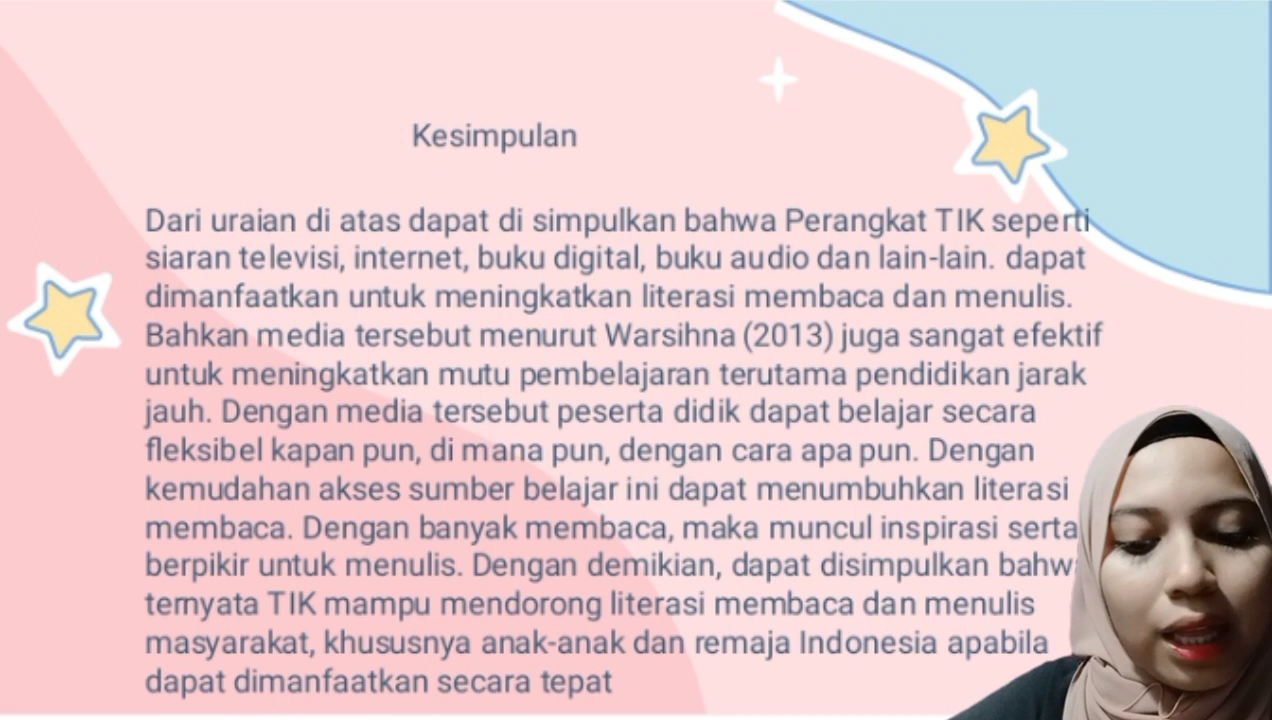 Kesimpulan
Dari uraian di atas dapat di simpulkan bahwa Perangkat TIK seperti
siaran televisi, internet, buku digital, buku audio dan lain-lain. dapat
dimanfaatkan untuk meningkatkan literasi membaca dan menulis.
Bahkan media tersebut menurut Warsihna (2013) juga sangat efektif
untuk meningkatkan mutu pembelajaran terutama pendidikan jarak
jauh. Dengan media tersebut peserta didik dapat belajar secara
fleksibel kapan pun, di mana pun, dengan cara apa pun. Dengan
kemudahan akses sumber belajar ini dapat menumbuhkan literasi
membaca. Dengan banyak membaca, maka muncul inspirasi serta
berpikir untuk menulis. Dengan demikian, dapat disimpulkan bahw
ternyata TIK mampu mendorong literasi membaca dan menulis
masyarakat, khususnya anak-anak dan remaja Indonesia apabila
dapat dimanfaatkan secara tepat